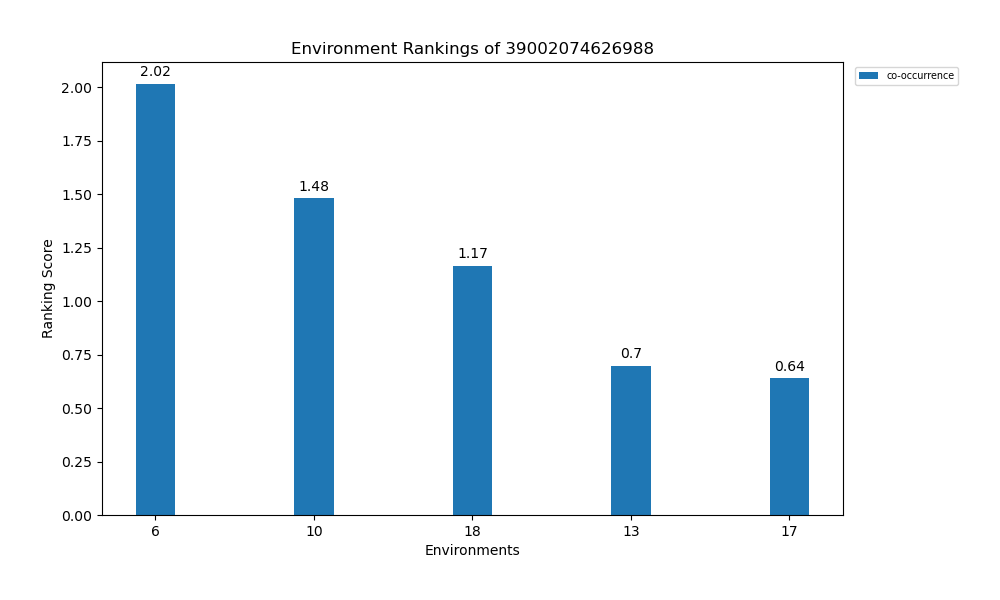 Environment Rankings of 39002074626988
co-occurrence
Ranking Score
2.00
1.75
1.50
1.25
1.00
0.75
0.50
0.25
0.00
2.02
1.48
1.17
0.7
0.64
6 10 18 13 17
Environments